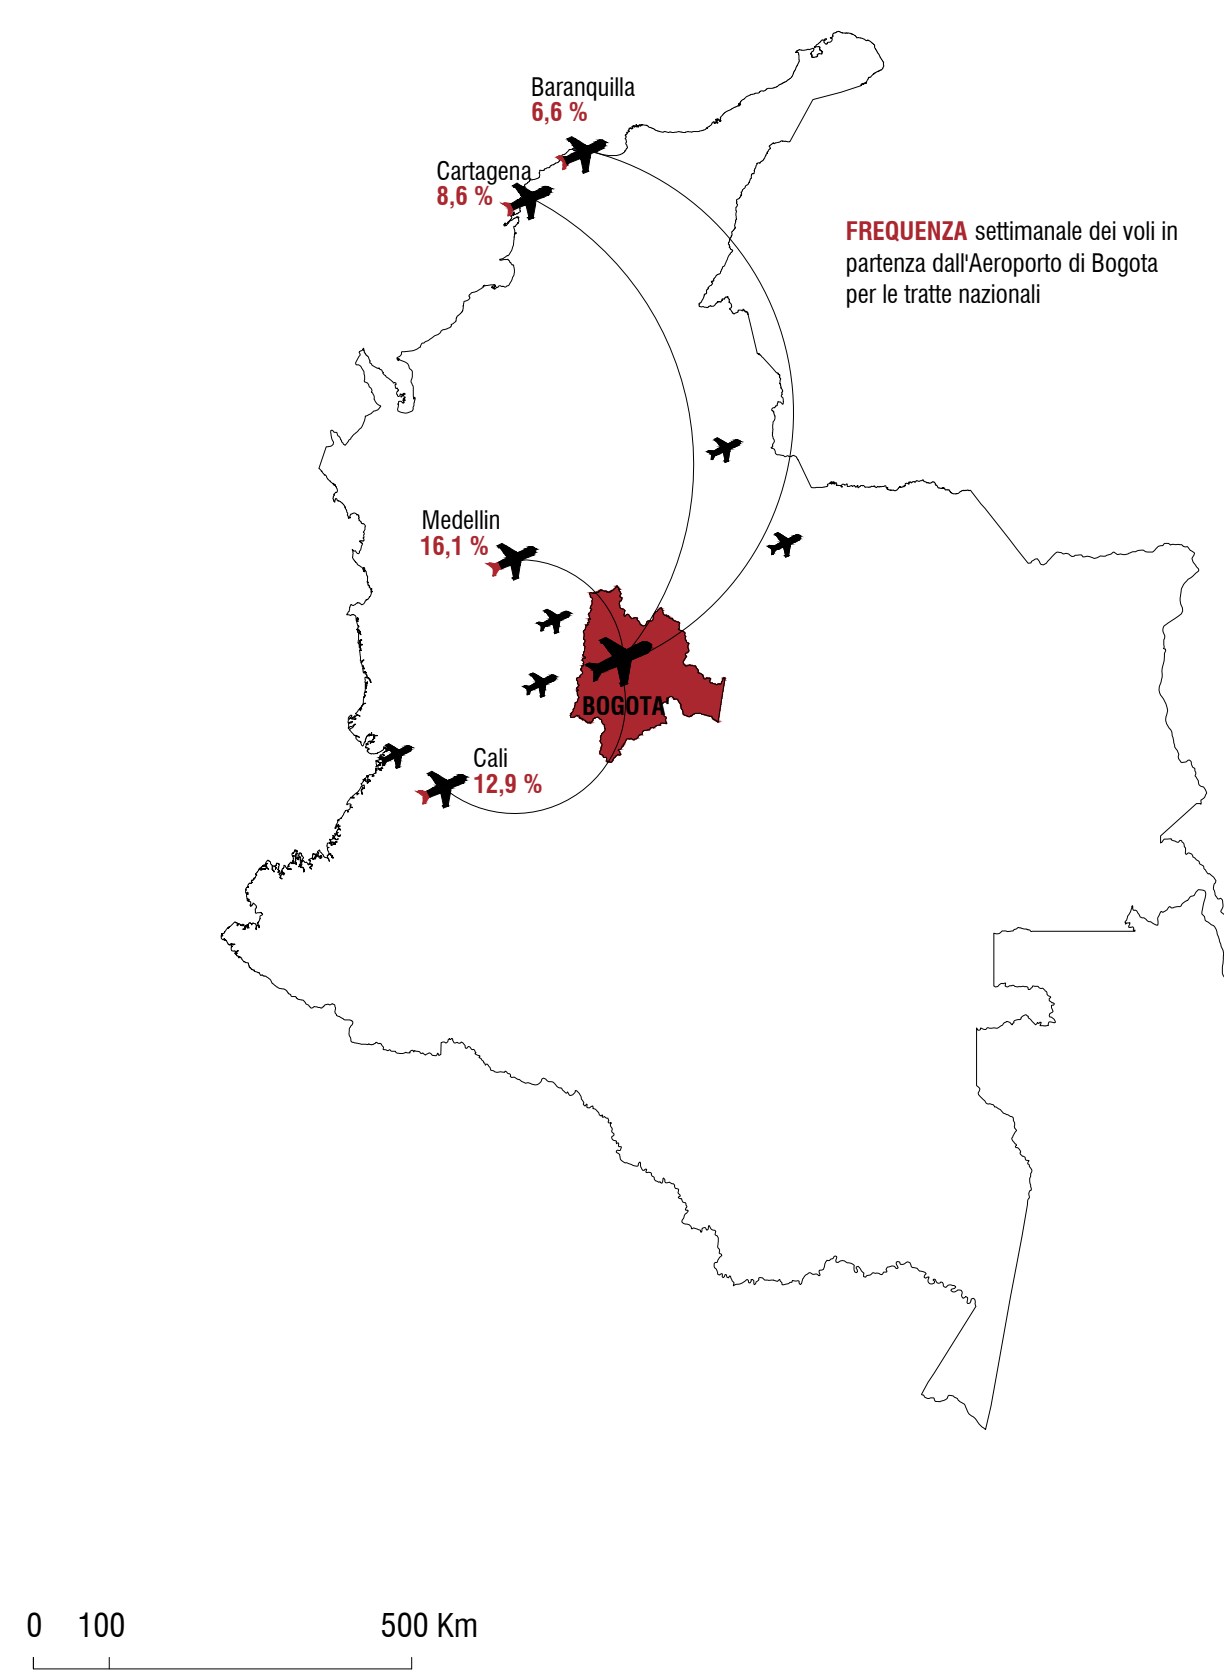 Baranquilla
6,6 %
Cartagena
8,6 %
FREQUENZA settimanale dei voli in
partenza dall'Aeroporto di Bogota
per le tratte nazionali
Medellin
16,1 %
BOGOTA
Cali
12,9 %
0 100 500 Km